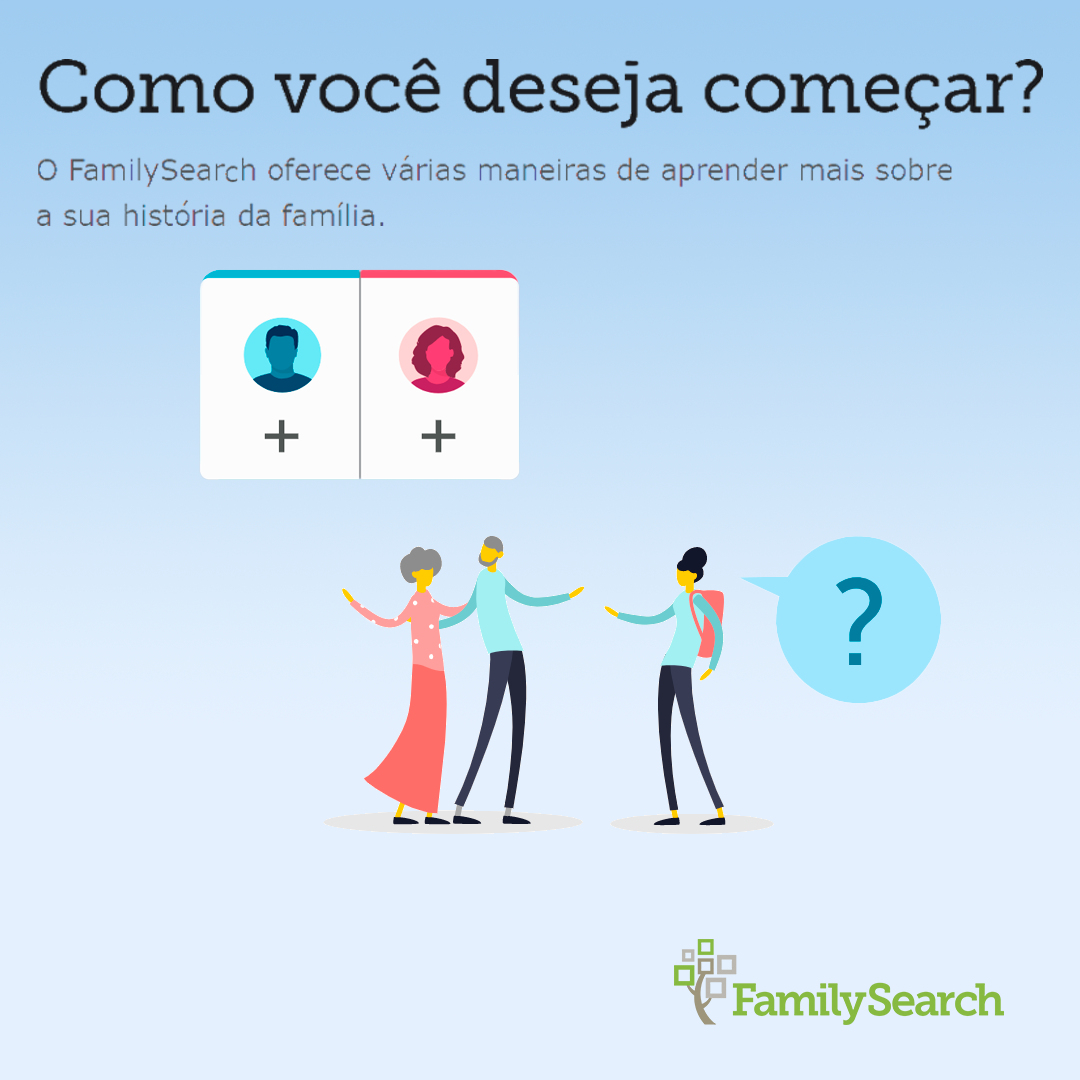 Como você deseja começar?
O FamilySearch oferece várias maneiras de aprender mais sobre
a sua história da família.
?
FamilySearch